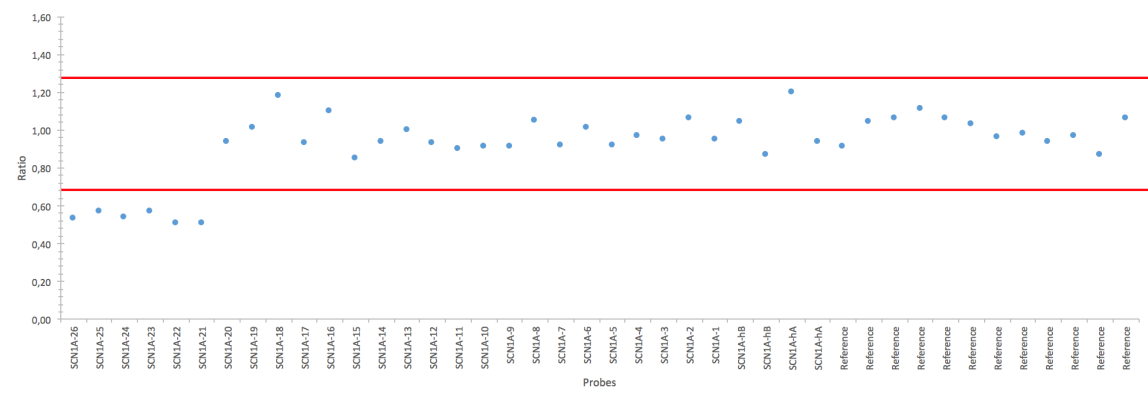 1,60
1,40
1,20
1,00
0,80
0,60
0,40
0,20
0,00
Ratio
SCN1A-26
SCN1A-25
SCN1A-24
SCN1A-23
SCN1A-22
SCN1A-21
SCN1A-20
SCN1A-19
SCN1A-18
SCN1A-17
SCN1A-16
SCN1A-15
SCN1A-14
SCN1A-13
SCN1A-12
SCN1A-11
SCN1A-10
SCN1A-9
SCN1A-8
SCN1A-7
SCN1A-6
SCN1A-5
SCN1A-4
SCN1A-3
SCN1A-2
SCN1A-1
SCN1A-hB
SCN1A-hB
SCN1A-hA
SCN1A-hA
Reference
Reference
Reference
Reference
Reference
Reference
Reference
Reference
Reference
Reference
Reference
Reference
Probes